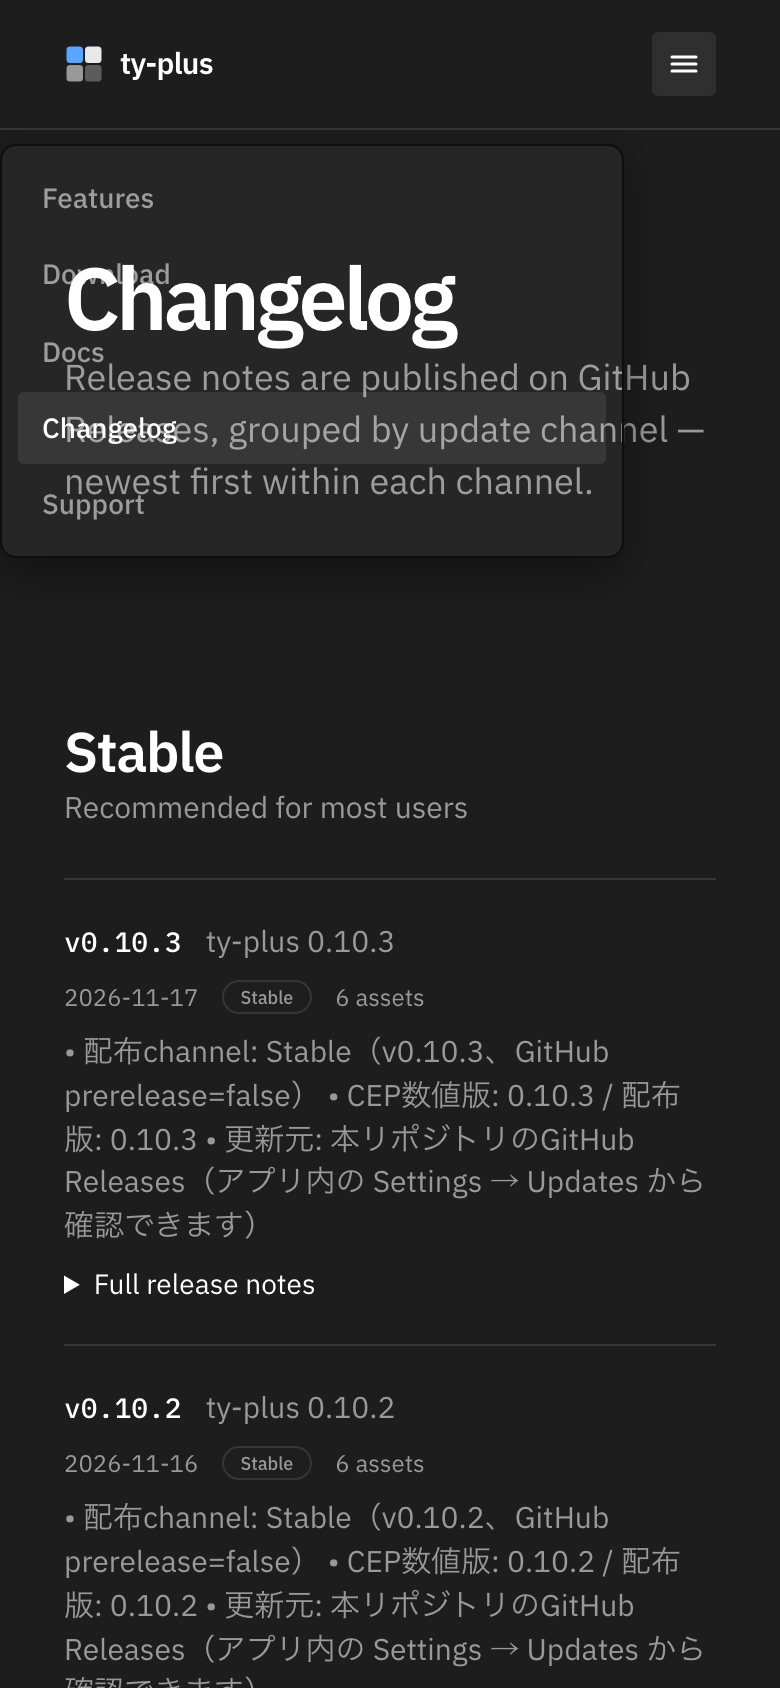 ty-plus
Features
Download
Changelog
Docs
Release notes are published on GitHub
Changelog
Releases, grouped by update channel —
newest first within each channel.
Support
Stable
Recommended for most users
v0.10.3 ty-plus 0.10.3
2026-11-17 Stable 6 assets
• 配布channel: Stable（v0.10.3、GitHub
prerelease=false） • CEP数値版: 0.10.3 / 配布
版: 0.10.3 • 更新元: 本リポジトリのGitHub
Releases（アプリ内の Settings → Updates から
確認できます）
▶ Full release notes
v0.10.2 ty-plus 0.10.2
2026-11-16 Stable 6 assets
• 配布channel: Stable（v0.10.2、GitHub
prerelease=false） • CEP数値版: 0.10.2 / 配布
版: 0.10.2 • 更新元: 本リポジトリのGitHub
Releases（アプリ内の Settings → Updates から
確認できます）